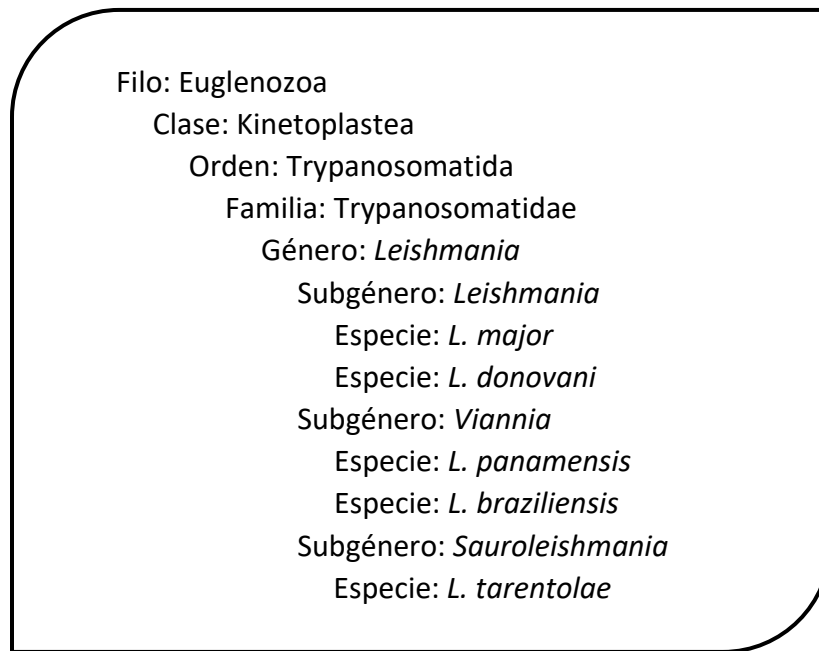 Filo: Euglenozoa
Clase: Kinetoplastea
Orden: Trypanosomatida
Familia: Trypanosomatidae
Género: Leishmania
Subgénero: Leishmania
Especie: L. major
Especie: L. donovani
Subgénero: Viannia
Especie: L. panamensis
Especie: L. braziliensis
Subgénero: Sauroleishmania
Especie: L. tarentolae